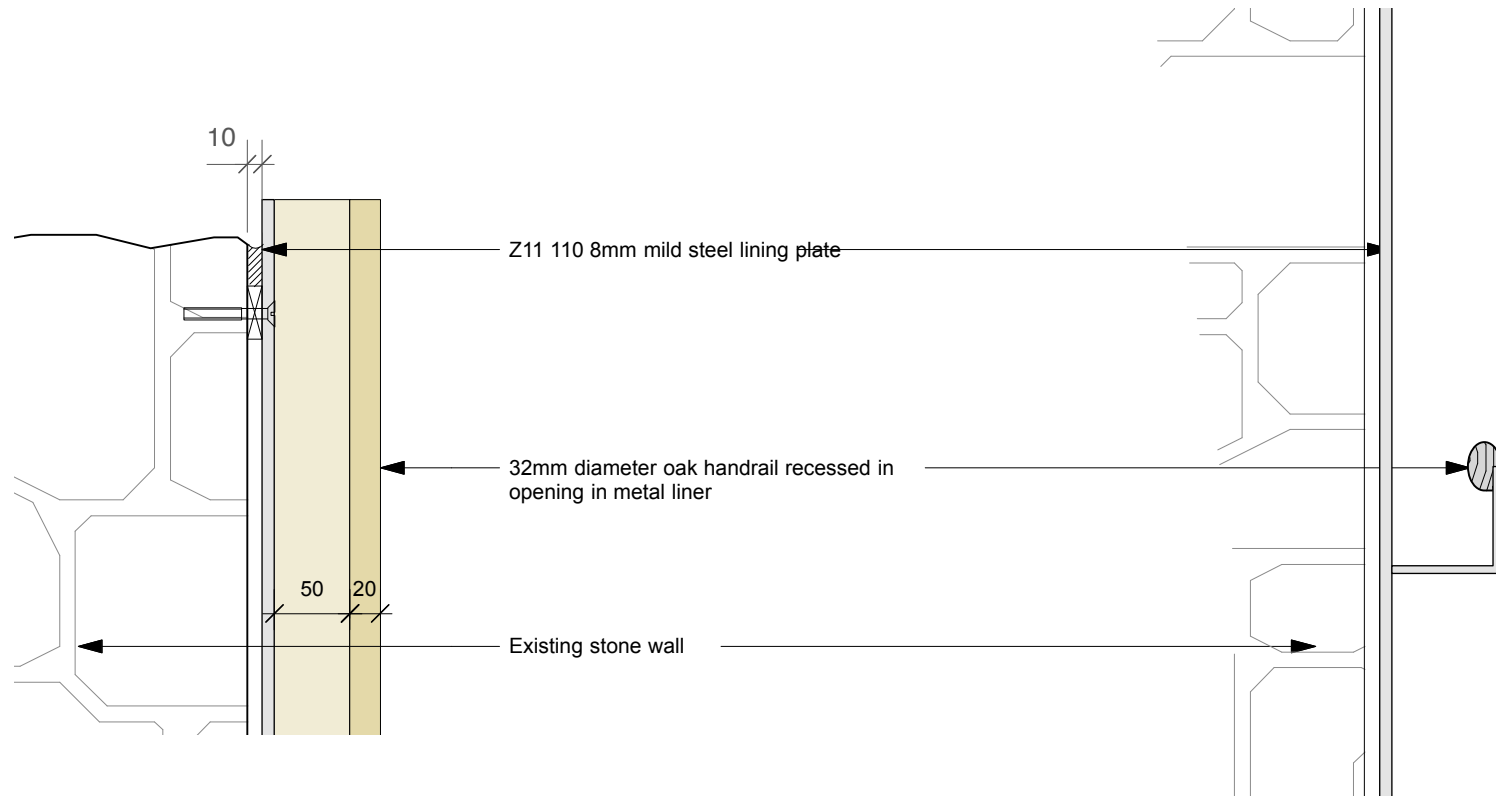 10
Z11 110 8mm mild steel lining plate
32mm diameter oak handrail recessed in
opening in metal liner
50
20
Existing stone wall